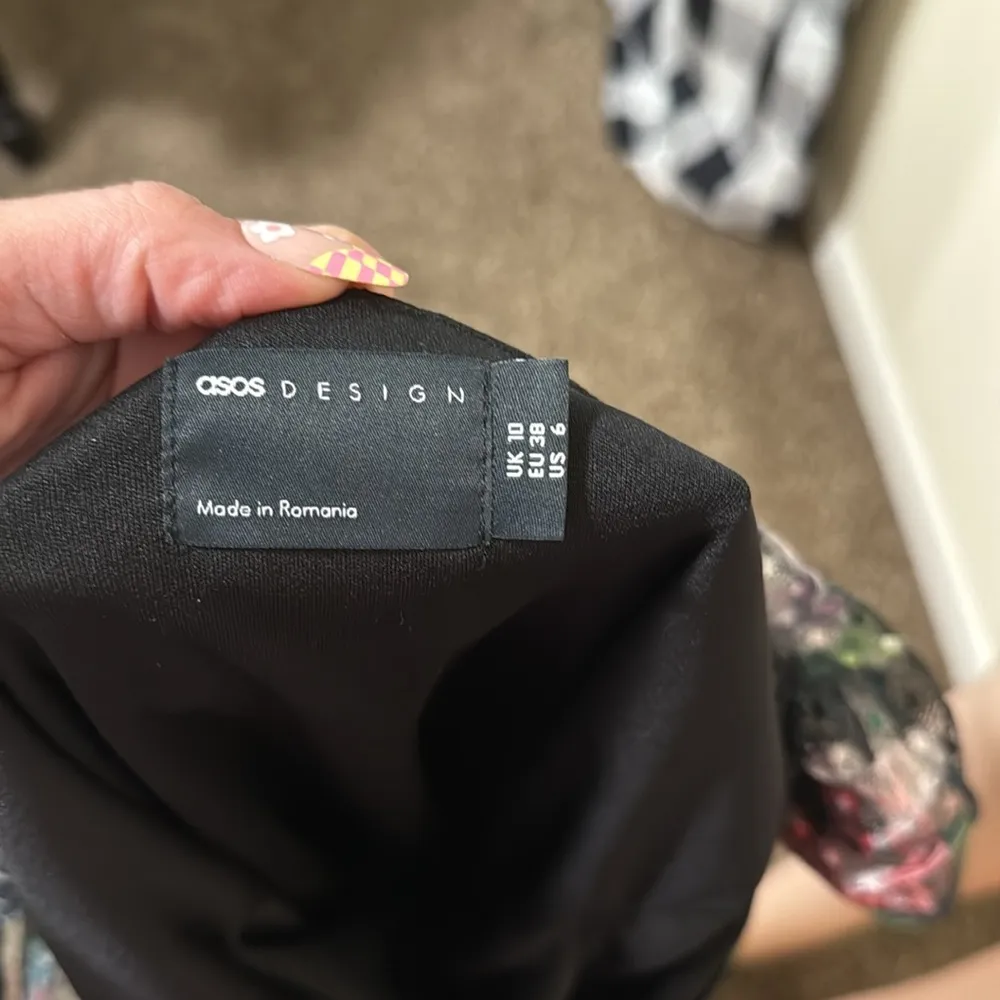 asos DESIGN
Made in Romania
UK 10
EU 38
US 6